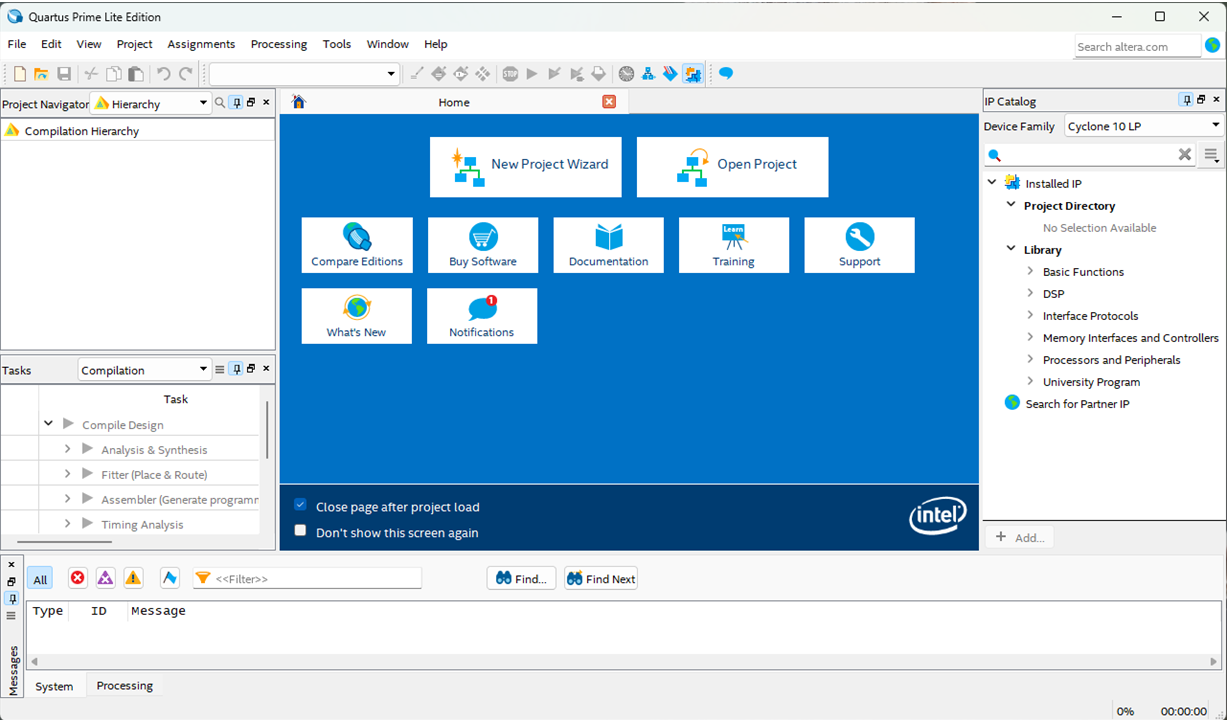 Quartus Prime Lite Edition
File Edit View Project Assignments Processing Tools Window Help
Search altera.com
Project Navigator Hierarchy
Compilation Hierarchy
Home
New Project Wizard
Open Project
Compare Editions
Buy Software
Documentation
Learn
Training
Support
What's New
1
Notifications
Close page after project load
Don't show this screen again
intel
IP Catalog
Device Family Cyclone 10 LP
Installed IP
Project Directory
No Selection Available
Library
Basic Functions
DSP
Interface Protocols
Memory Interfaces and Controllers
Processors and Peripherals
University Program
Search for Partner IP
+ Add...
Tasks Compilation
Task
Compile Design
Analysis & Synthesis
Fitter (Place & Route)
Assembler (Generate programm
Timing Analysis
All
<<Filter>>
Find...
Find Next
Type ID Message
Messages
System Processing
0% 00:00:00